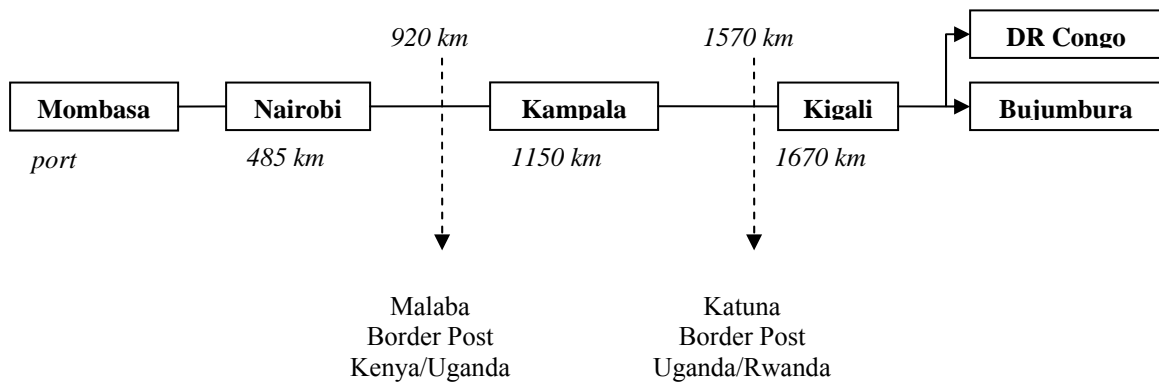 920 km
1570 km
DR Congo
Mombasa
Nairobi
Kampala
Kigali
Bujumbura
port
485 km
1150 km
1670 km
Malaba
Border Post
Kenya/Uganda
Katuna
Border Post
Uganda/Rwanda